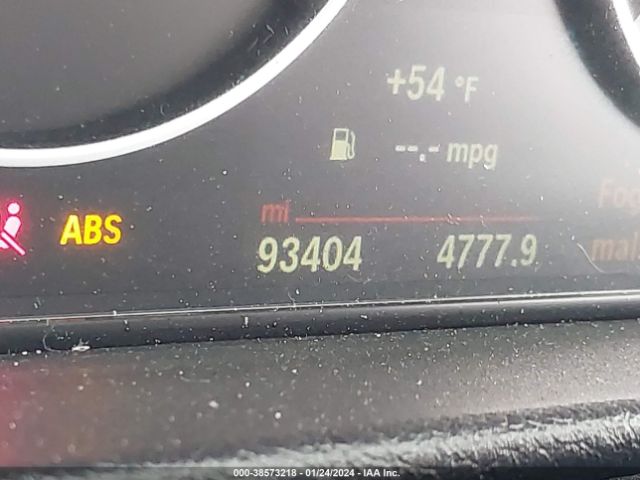 +54 °F
--.- mpg
mi
ABS
93404 4777.9
000-38573218 - 01/24/2024 - IAA Inc.